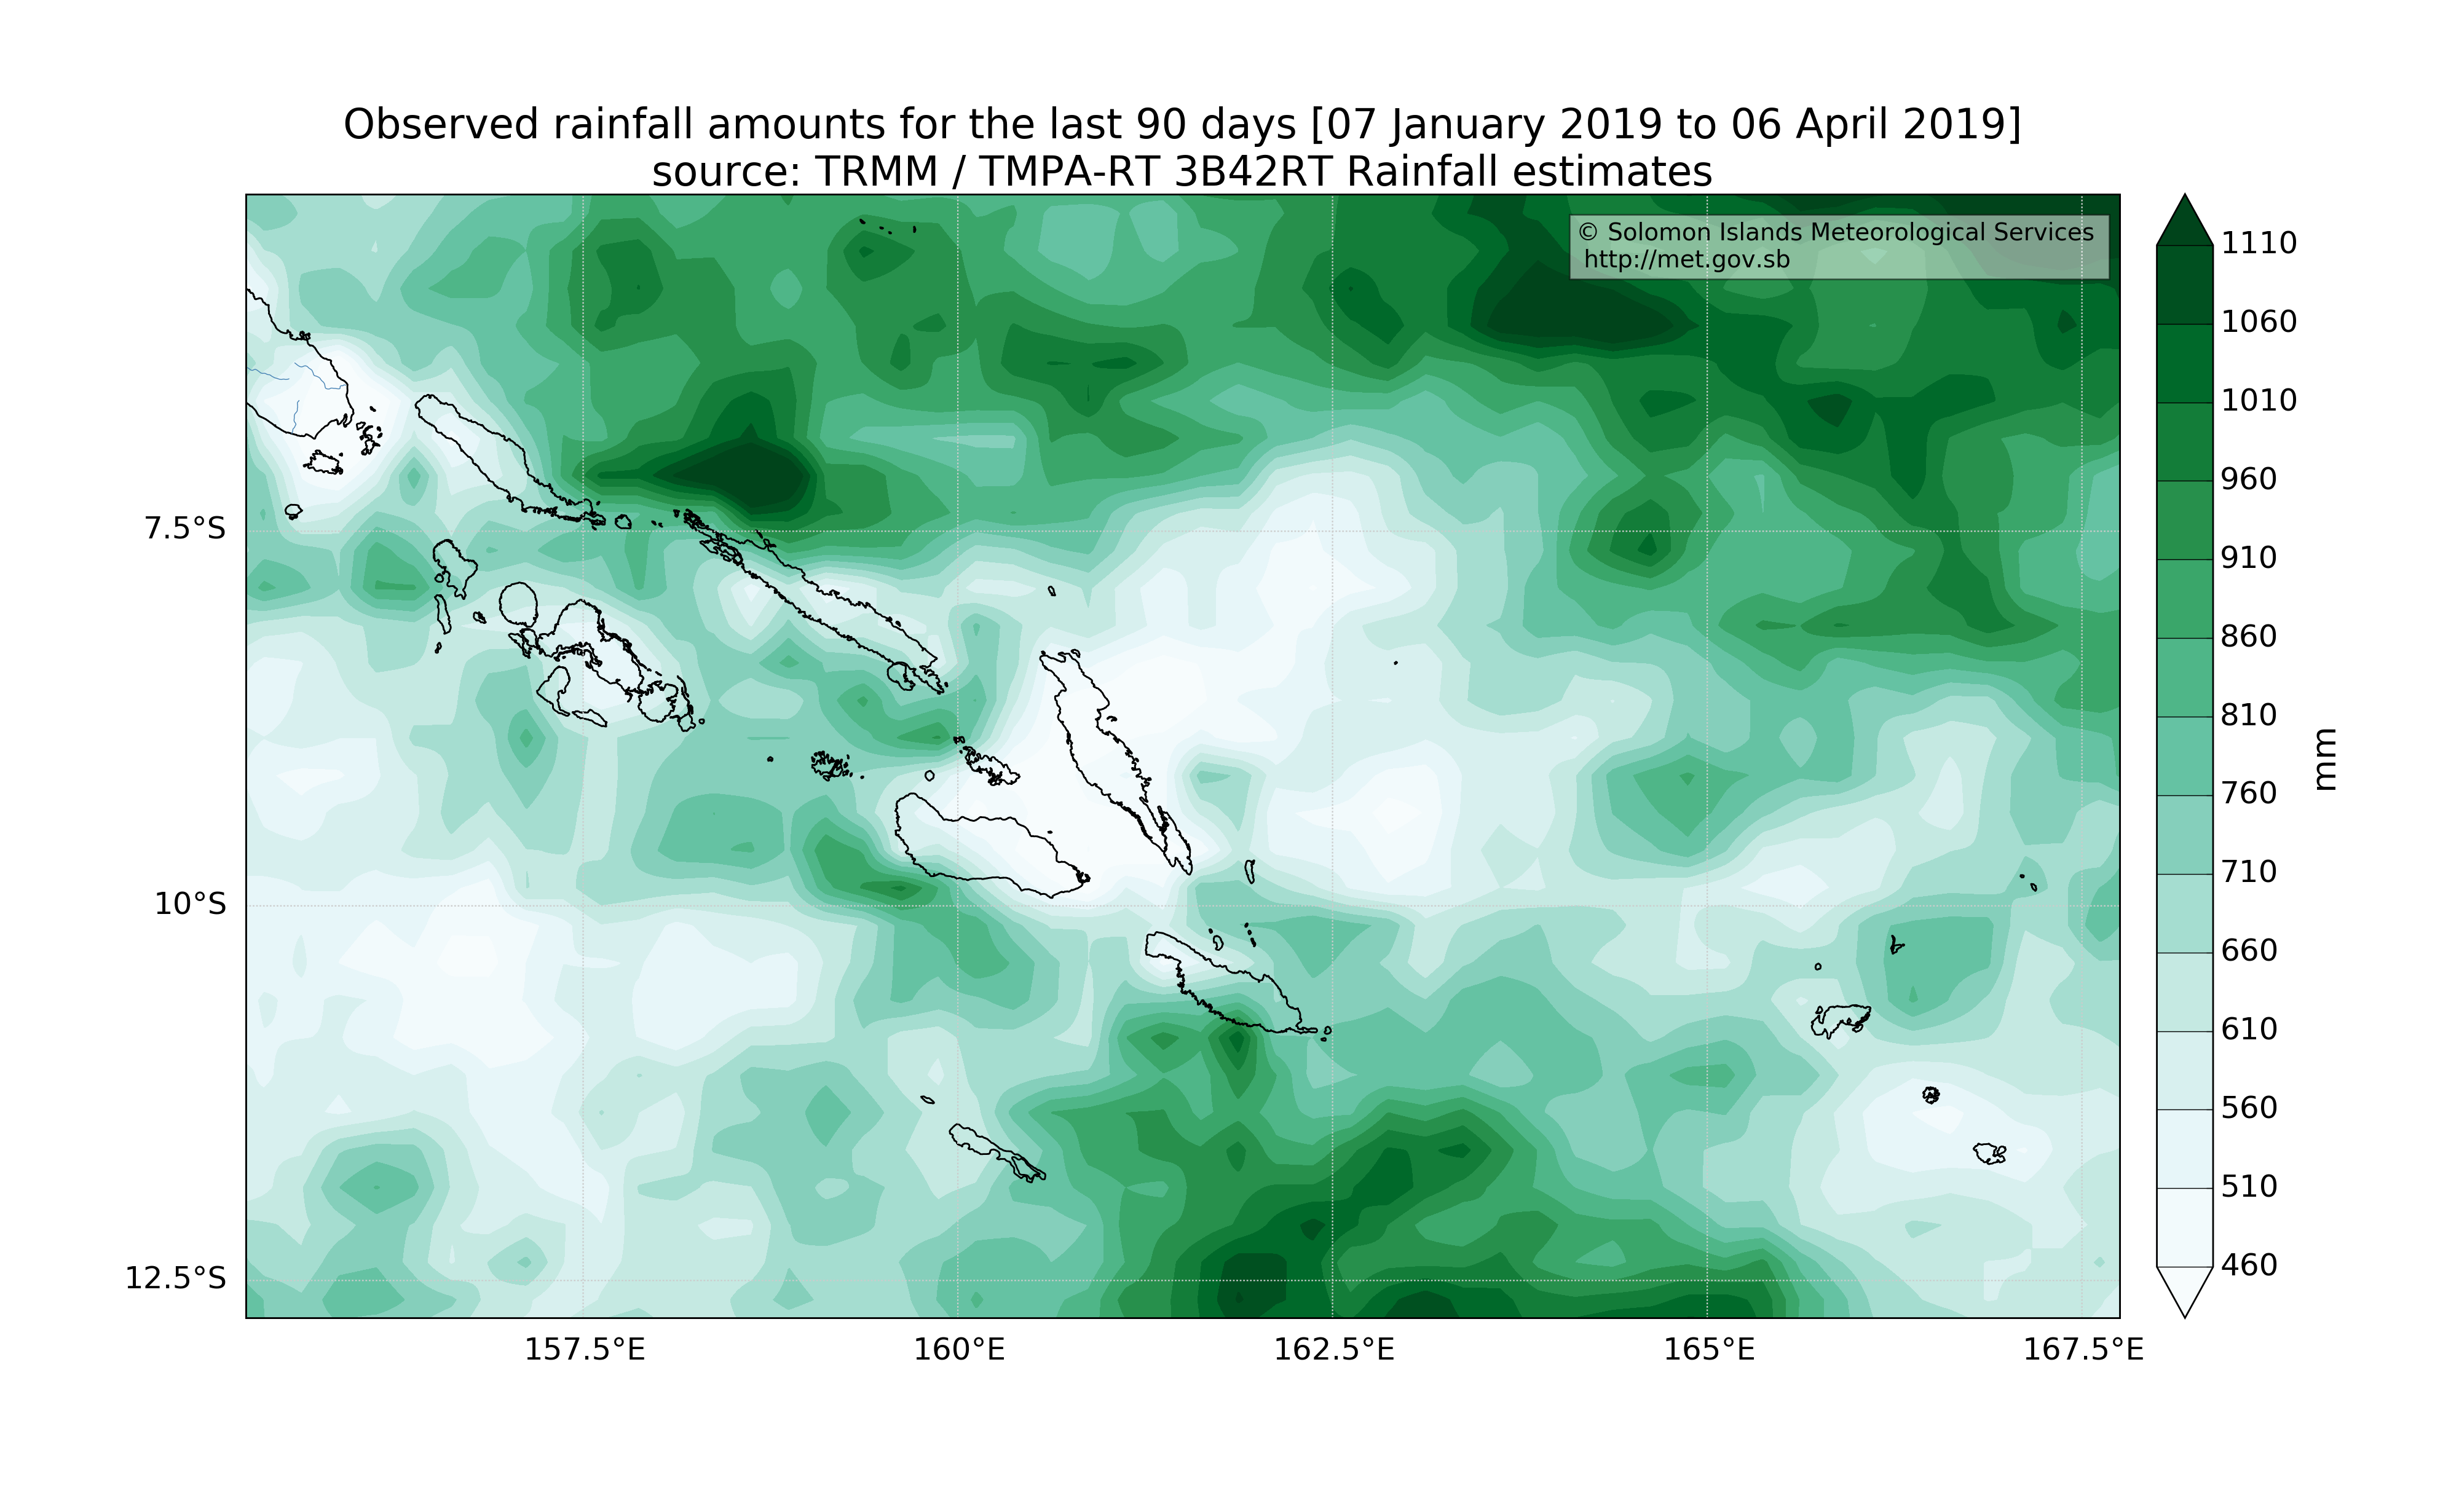 Observed rainfall amounts for the last 90 days [07 January 2019 to 06 April 2019]
source: TRMM / TMPA-RT 3B42RT Rainfall estimates
© Solomon Islands Meteorological Services
http://met.gov.sb
7.5°S
10°S
12.5°S
157.5°E
160°E
162.5°E
165°E
167.5°E
1110
1060
1010
960
910
860
810
760
710
660
610
560
510
460
mm